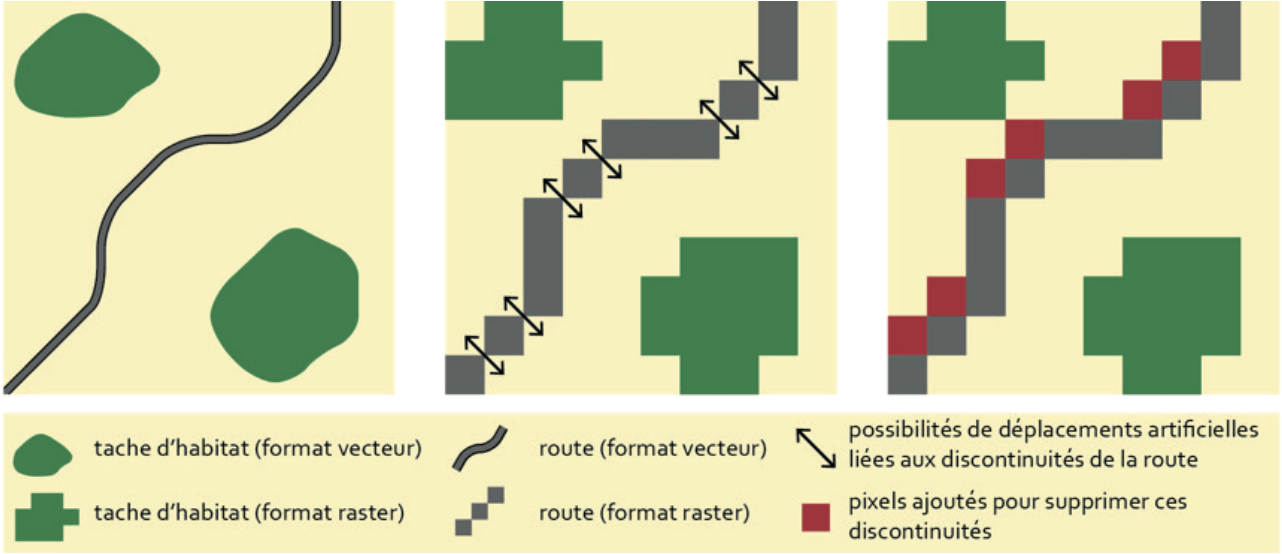 tache d'habitat (format vecteur)
tache d'habitat (format raster)
route (format vecteur)
route (format raster)
possibilités de déplacements artificielles
liées aux discontinuités de la route
pixels ajoutés pour supprimer ces
discontinuités